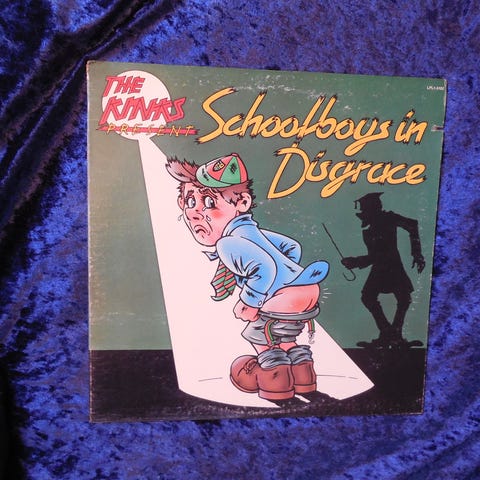 THE
KINKS
PRESENT
Schoolboys in
Disgrace